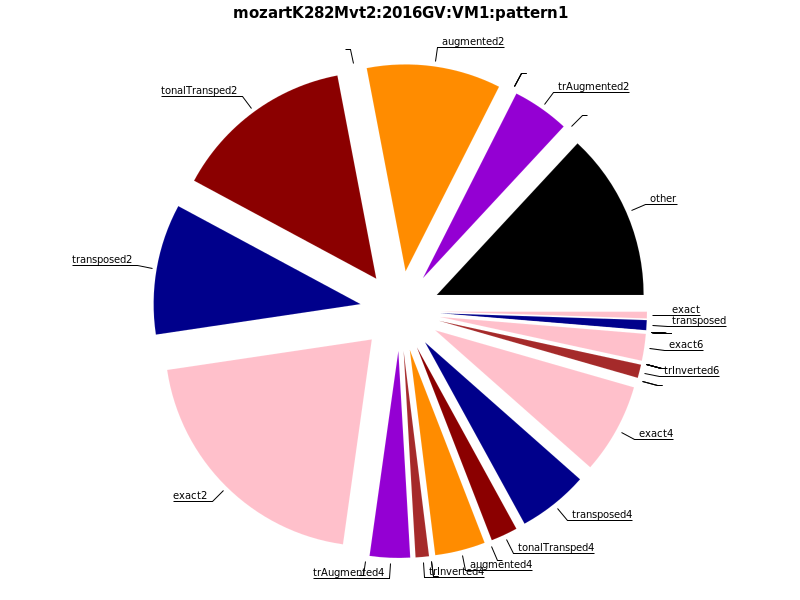 mozartK282Mvt2:2016GV:VM1:pattern1
augmented2
tonalTransped2
trAugmented2
other
transposed2
exact
transposed
exact6
trInverted6
exact4
exact2
transposed4
tonalTransped4
augmented4
trAugmented4
trInverted4